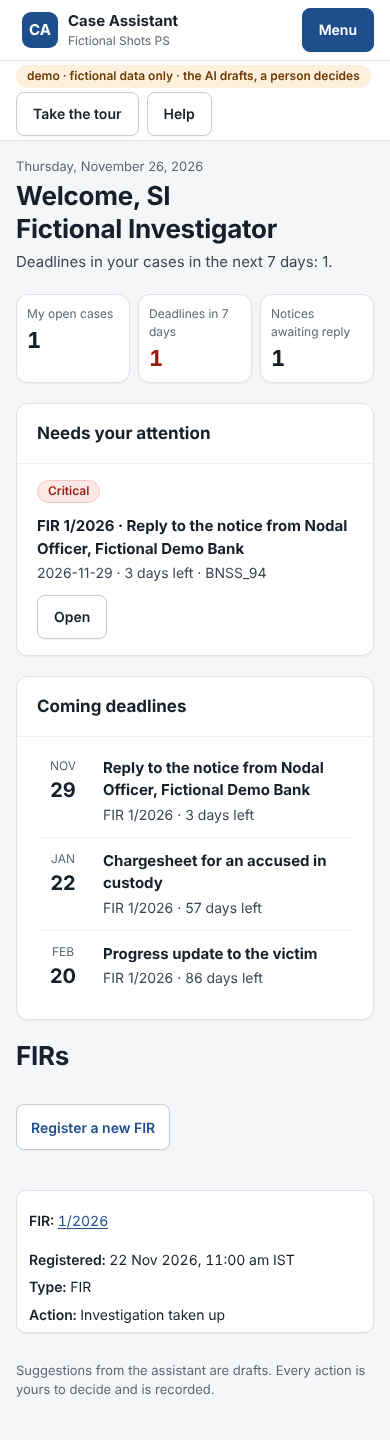 CA
Case Assistant
Fictional Shots PS
Menu
demo · fictional data only · the AI drafts, a person decides
Take the tour
Help
Thursday, November 26, 2026
Welcome, SI
Fictional Investigator
Deadlines in your cases in the next 7 days: 1.
My open cases
1
Deadlines in 7
days
1
Notices
awaiting reply
1
Needs your attention
Critical
FIR 1/2026 · Reply to the notice from Nodal
Officer, Fictional Demo Bank
2026-11-29 · 3 days left · BNSS_94
Open
Coming deadlines
NOV
29
Reply to the notice from Nodal
Officer, Fictional Demo Bank
FIR 1/2026 · 3 days left
JAN
22
Chargesheet for an accused in
custody
FIR 1/2026 · 57 days left
FEB
20
Progress update to the victim
FIR 1/2026 · 86 days left
FIRs
Register a new FIR
FIR: 1/2026
Registered: 22 Nov 2026, 11:00 am IST
Type: FIR
Action: Investigation taken up
Suggestions from the assistant are drafts. Every action is
yours to decide and is recorded.